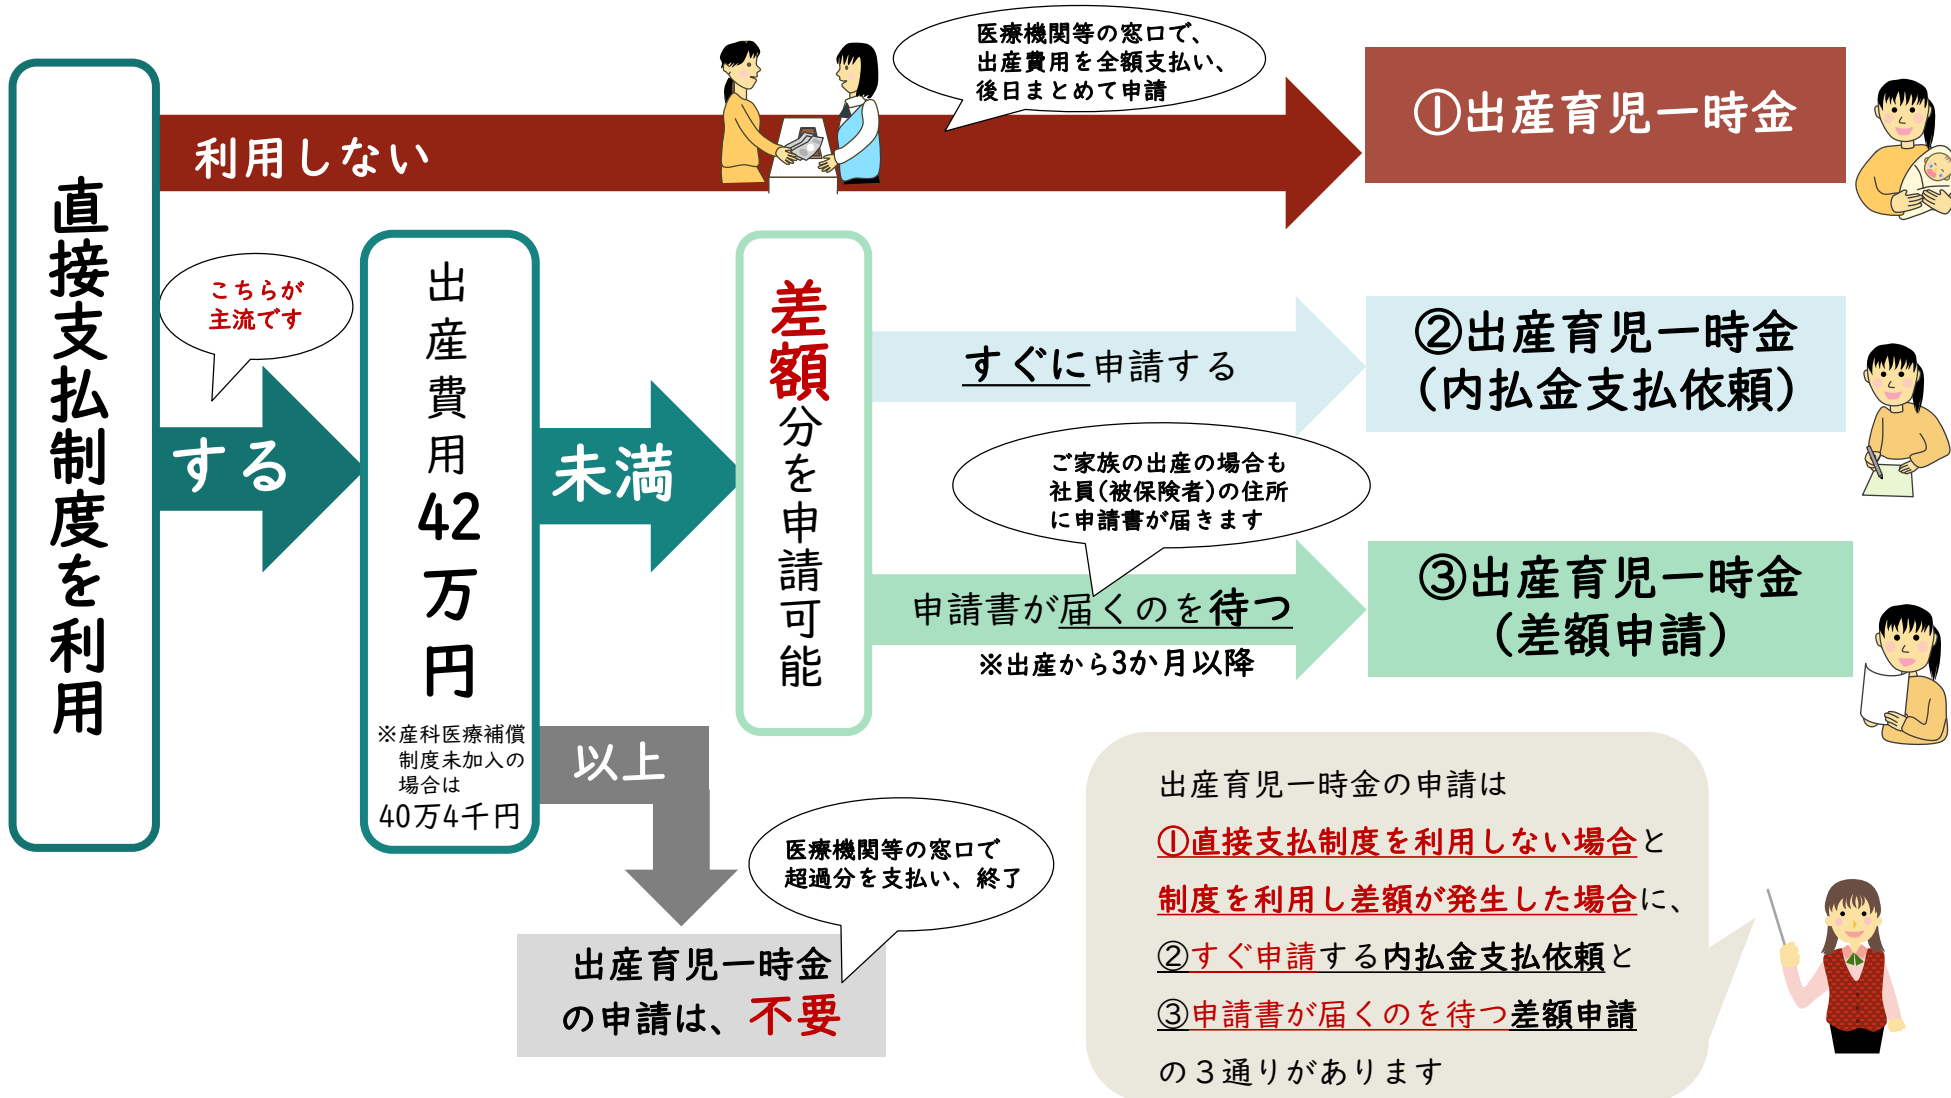 直接支払制度を利用
利用しない
医療機関等の窓口で、
出産費用を全額支払い、
後日まとめて申請
①出産育児一時金
こちらが
主流です
する
出産費用
42
万
円
※産科医療補償
制度未加入の
場合は
40万4千円
未満
差額分を申請可能
すぐに申請する
②出産育児一時金
(内払金支払依頼)
ご家族の出産の場合も
社員(被保険者)の住所
に申請書が届きます
申請書が届くのを待つ
※出産から3か月以降
③出産育児一時金
(差額申請)
以上
医療機関等の窓口で
超過分を支払い、終了
出産育児一時金
の申請は、不要
出産育児一時金の申請は
①直接支払制度を利用しない場合と
制度を利用し差額が発生した場合に、
②すぐ申請する内払金支払依頼と
③申請書が届くのを待つ差額申請
の３通りがあります